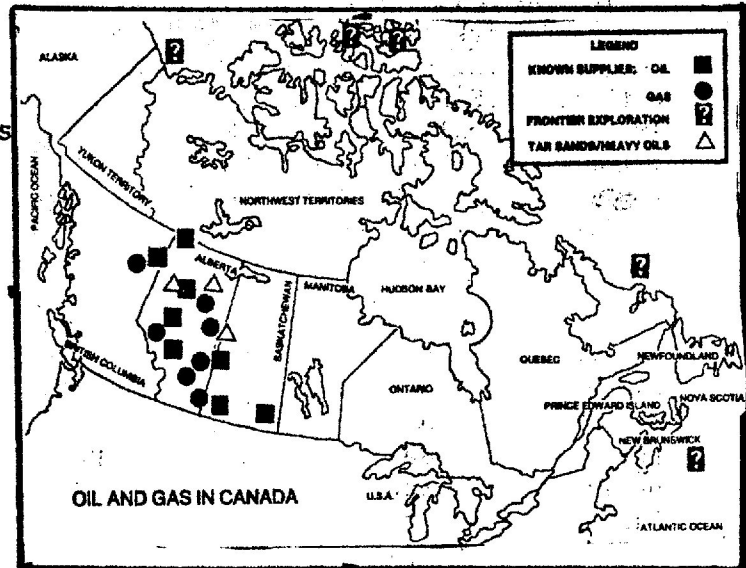 ALASKA
LEGEND
KNOWN SUPPLIES: OIL
GAS
FRONTIER EXPLORATION
TAR SANDS/HEAVY OILS
?
?
?
S
PACIFIC OCEAN
YUKON TERRITORY
NORTHWEST TERRITORIES
ALBERTA
MANITOBA
HUDSON BAY
?
SASKATCHEWAN
BRITISH COLUMBIA
QUEBEC
NEWFOUNDLAND
ONTARIO
PRINCE EDWARD ISLAND
NOVA SCOTIA
NEW BRUNSWICK
?
OIL AND GAS IN CANADA
U.S.A.
ATLANTIC OCEAN